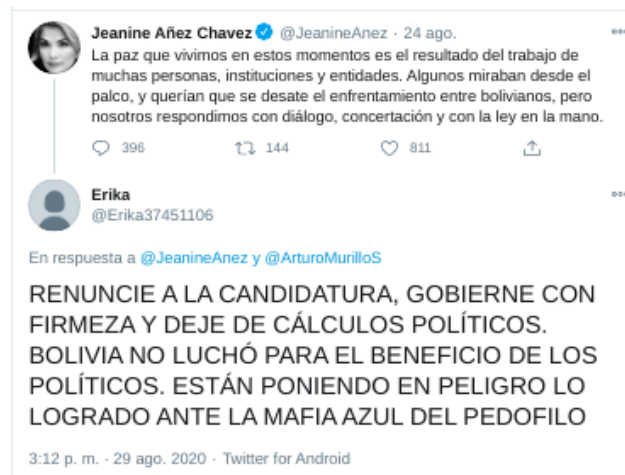 Jeanine Añez Chavez @JeanineAnez · 24 ago.
La paz que vivimos en estos momentos es el resultado del trabajo de
muchas personas, instituciones y entidades. Algunos miraban desde el
palco, y querían que se desate el enfrentamiento entre bolivianos, pero
nosotros respondimos con diálogo, concertación y con la ley en la mano.
396 144 811
Erika
@Erika37451106
En respuesta a @JeanineAnez y @ArturoMurilloS
RENUNCIE A LA CANDIDATURA, GOBIERNE CON
FIRMEZA Y DEJE DE CÁLCULOS POLÍTICOS.
BOLIVIA NO LUCHÓ PARA EL BENEFICIO DE LOS
POLÍTICOS. ESTÁN PONIENDO EN PELIGRO LO
LOGRADO ANTE LA MAFIA AZUL DEL PEDOFILO
3:12 p. m. · 29 ago. 2020 · Twitter for Android